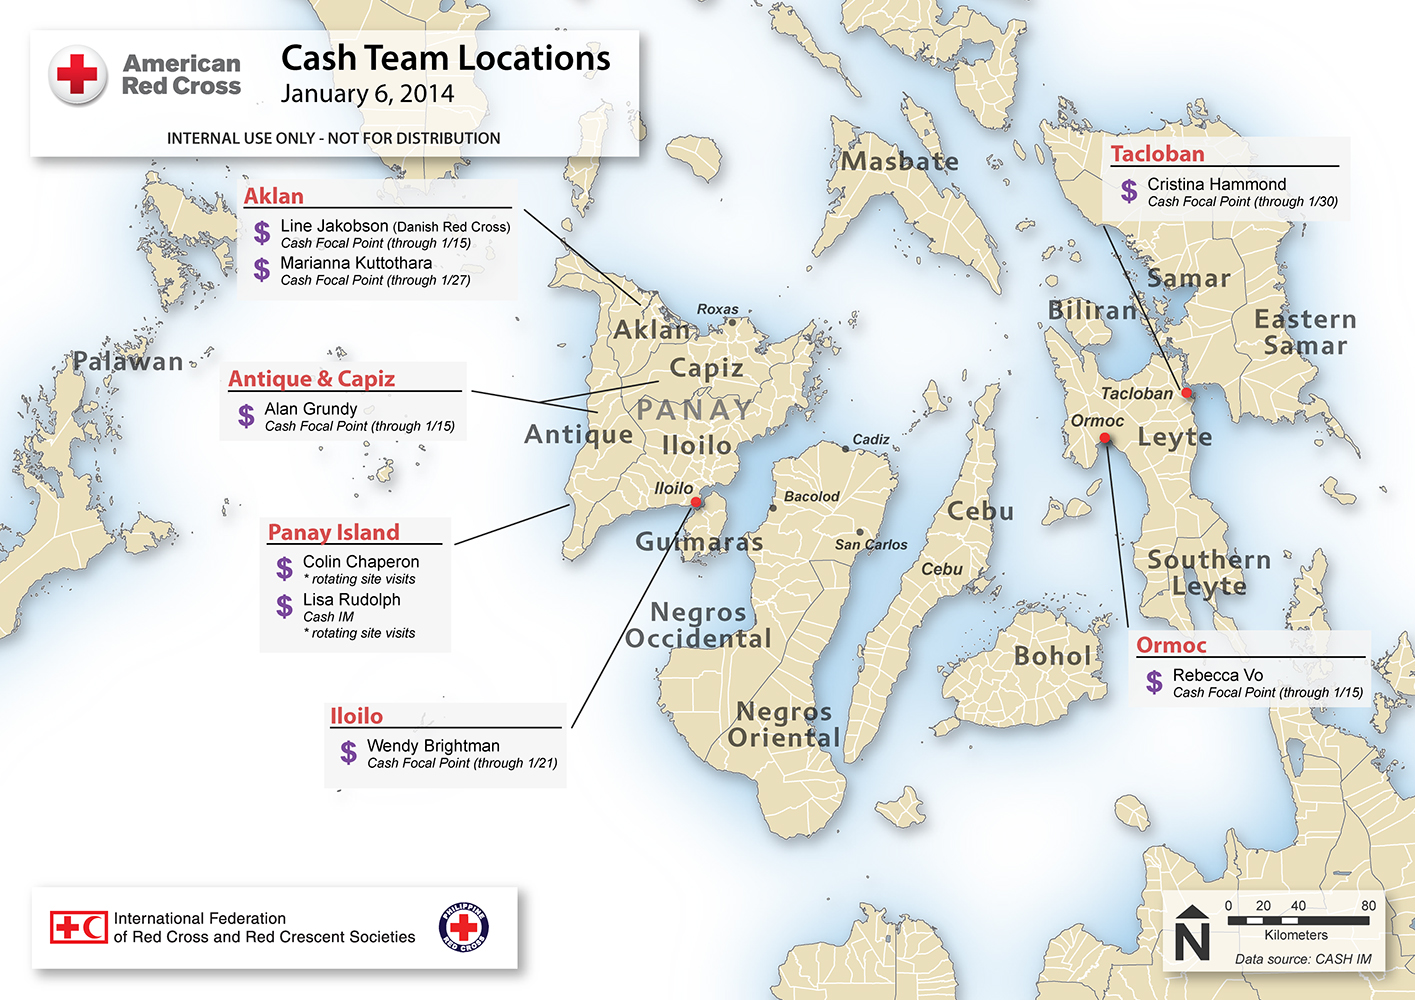 American
Red Cross
Cash Team Locations
January 6, 2014
INTERNAL USE ONLY - NOT FOR DISTRIBUTION
Aklan
$ Line Jakobson (Danish Red Cross)
Cash Focal Point (through 1/15)
$ Marianna Kuttothara
Cash Focal Point (through 1/27)
Antique & Capiz
$ Alan Grundy
Cash Focal Point (through 1/15)
Panay Island
$ Colin Chaperon
* rotating site visits
$ Lisa Rudolph
Cash IM
* rotating site visits
Iloilo
$ Wendy Brightman
Cash Focal Point (through 1/21)
Tacloban
$ Cristina Hammond
Cash Focal Point (through 1/30)
Ormoc
$ Rebecca Vo
Cash Focal Point (through 1/15)
Masbate
Samar
Biliran
Eastern
Samar
Palawan
Roxas
Aklan
Capiz
PANAY
Antique
Iloilo
Iloilo
Guimaras
Tacloban
Ormoc
Leyte
Cadiz
Bacolod
San Carlos
Cebu
Cebu
Southern
Leyte
Negros
Occidental
Bohol
Negros
Oriental
International Federation
of Red Cross and Red Crescent Societies
PHILIPPINE
RED CROSS
N
0 20 40 80
Kilometers
Data source: CASH IM